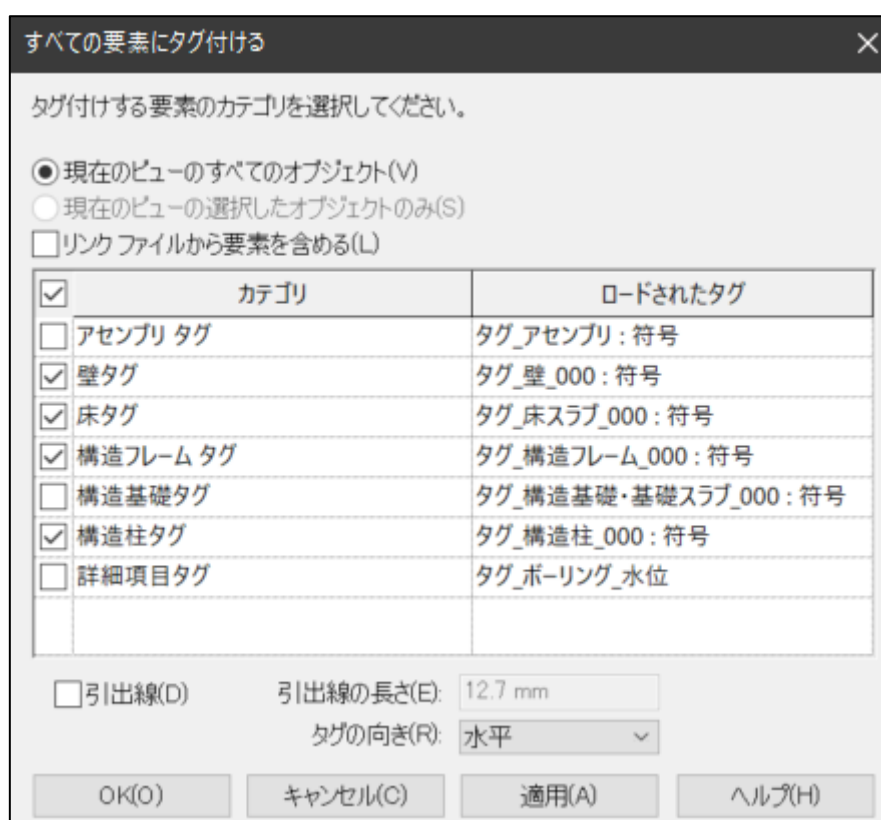 すべての要素にタグ付ける
タグ付けする要素のカテゴリを選択してください。
現在のビューのすべてのオブジェクト(V)
現在のビューの選択したオブジェクトのみ(S)
リンク ファイルから要素を含める(L)
カテゴリ ロードされたタグ
アセンブリ タグ タグ_アセンブリ : 符号
壁タグ タグ_壁_000 : 符号
床タグ タグ_床スラブ_000 : 符号
構造フレーム タグ タグ_構造フレーム_000 : 符号
構造基礎タグ タグ_構造基礎・基礎スラブ_000 : 符号
構造柱タグ タグ_構造柱_000 : 符号
詳細項目タグ タグ_ボーリング_水位
引出線(D) 引出線の長さ(E): 12.7 mm
タグの向き(R): 水平
OK(O) キャンセル(C) 適用(A) ヘルプ(H)